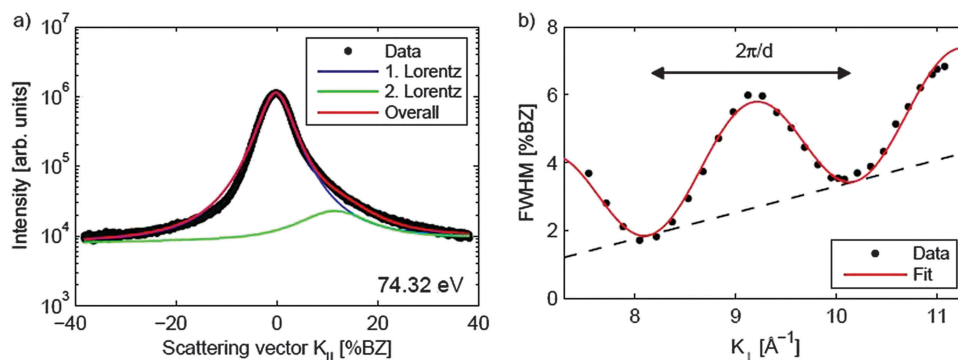 a)
10^7
10^6
10^5
10^4
10^3
Intensity [arb. units]
Data
1. Lorentz
2. Lorentz
Overall
74.32 eV
−40 −20 0 20 40
Scattering vector K_|| [%BZ]
b)
8
6
4
2
0
FWHM [%BZ]
2π/d
Data
Fit
8 9 10 11
K_⊥ [Å^−1]